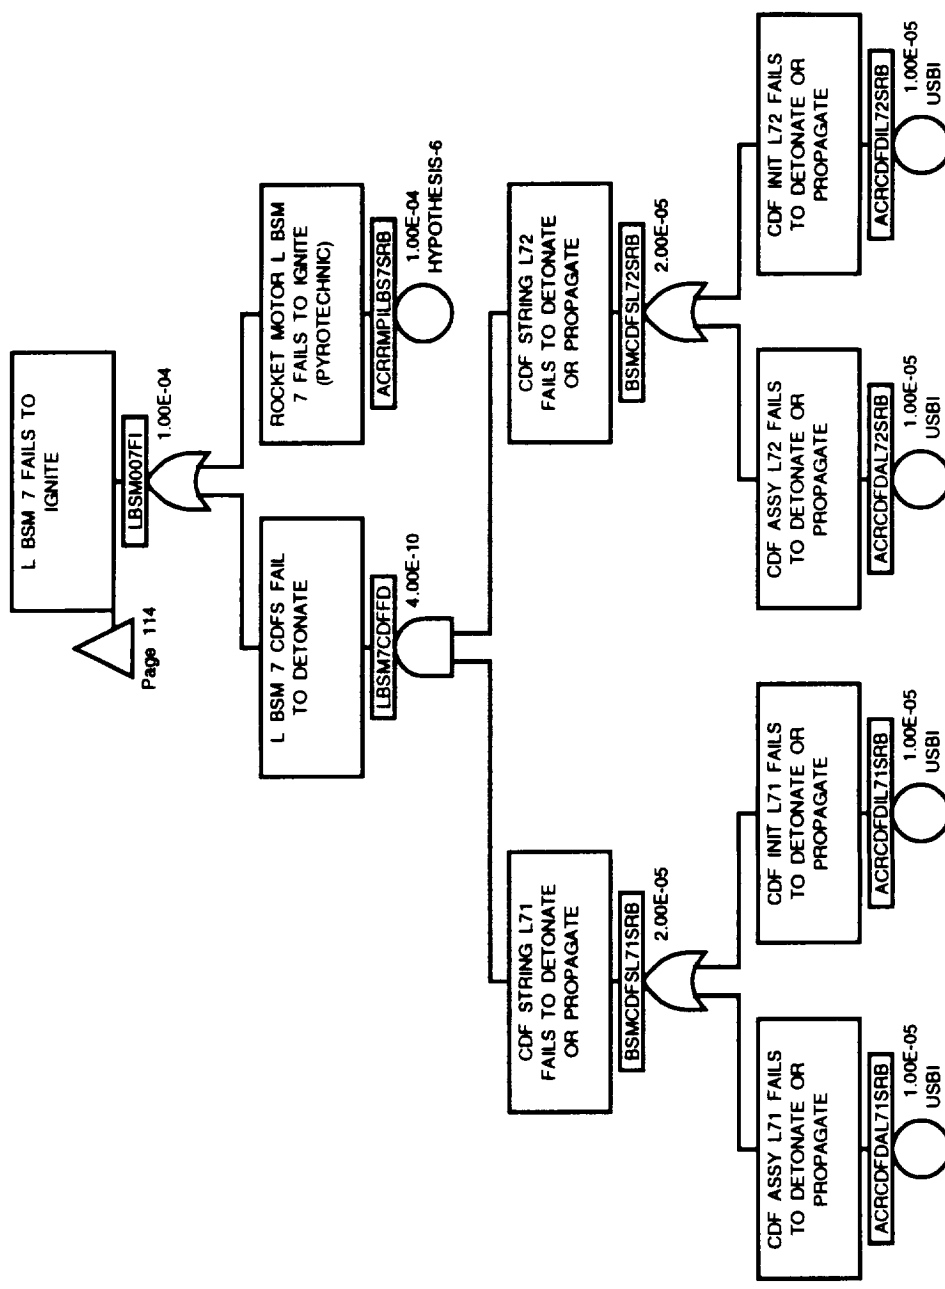 L BSM 7 FAILS TO
IGNITE
LBSM007FI
1.00E-04
Page 114
L BSM 7 CDFS FAIL
TO DETONATE
LBSM7CDFFD
4.00E-10
ROCKET MOTOR L BSM
7 FAILS TO IGNITE
(PYROTECHNIC)
ACRRMPILBS7SRB
1.00E-04
HYPOTHESIS-6
CDF STRING L71
FAILS TO DETONATE
OR PROPAGATE
BSMCDFSL71SRB
2.00E-05
CDF STRING L72
FAILS TO DETONATE
OR PROPAGATE
BSMCDFSL72SRB
2.00E-05
CDF ASSY L71 FAILS
TO DETONATE OR
PROPAGATE
ACRCDFDAL71SRB
1.00E-05
USBI
CDF INIT L71 FAILS
TO DETONATE OR
PROPAGATE
ACRCDFDIL71SRB
1.00E-05
USBI
CDF ASSY L72 FAILS
TO DETONATE OR
PROPAGATE
ACRCDFDAL72SRB
1.00E-05
USBI
CDF INIT L72 FAILS
TO DETONATE OR
PROPAGATE
ACRCDFDIL72SRB
1.00E-05
USBI